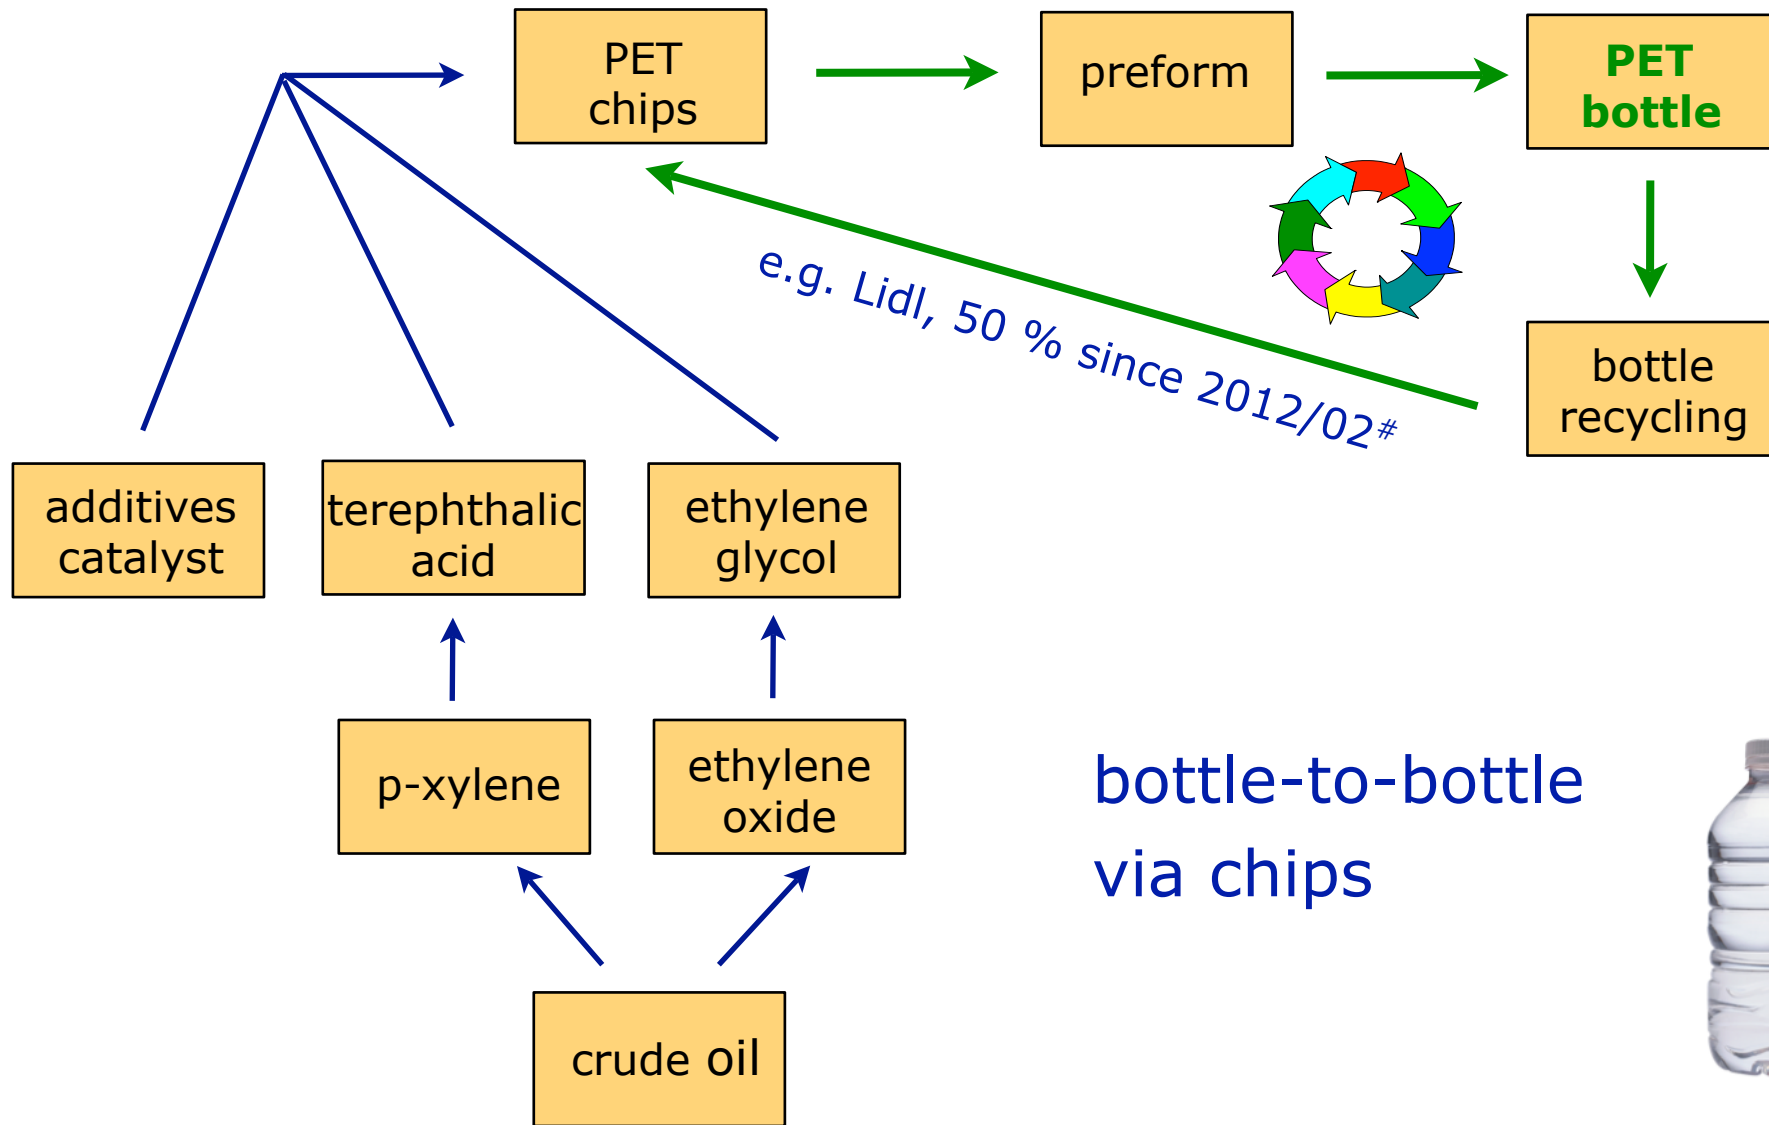 PET
chips
preform
PET
bottle
e.g. Lidl, 50 % since 2012/02#
bottle
recycling
additives
catalyst
terephthalic
acid
ethylene
glycol
p-xylene
ethylene
oxide
bottle-to-bottle
via chips
crude oil